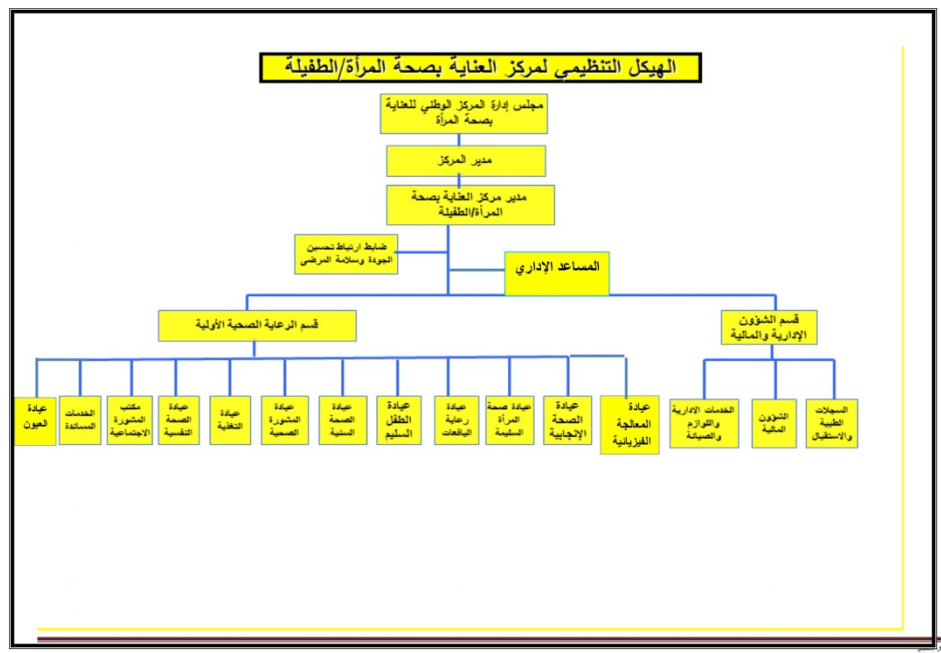 الهيكل التنظيمي لمركز العناية بصحة المرأة/الطفيلة
مجلس إدارة المركز الوطني للعناية
بصحة المرأة
مدير المركز
مدير مركز العناية بصحة
المرأة/الطفيلة
ضابط ارتباط تحسين
الجودة وسلامة المرضى
المساعد الإداري
قسم الشؤون
الإدارية والمالية
قسم الرعاية الصحية الأولية
السجلات
الطبية
والاستقبال
الشؤون
المالية
الخدمات الادارية
واللوازم
والصيانة
عيادة
المعالجة
الفيزيائية
عيادة
الصحة
الإنجابية
عيادة صحة
المرأة
السليمة
عيادة
رعاية
اليافعات
عيادة
الطفل
السليم
عيادة
الصحة
السنية
عيادة
المشورة
الصحية
عيادة
التغذية
عيادة
الصحة
النفسية
مكتب
المشورة
الاجتماعية
الخدمات
المساندة
عيادة
العيون